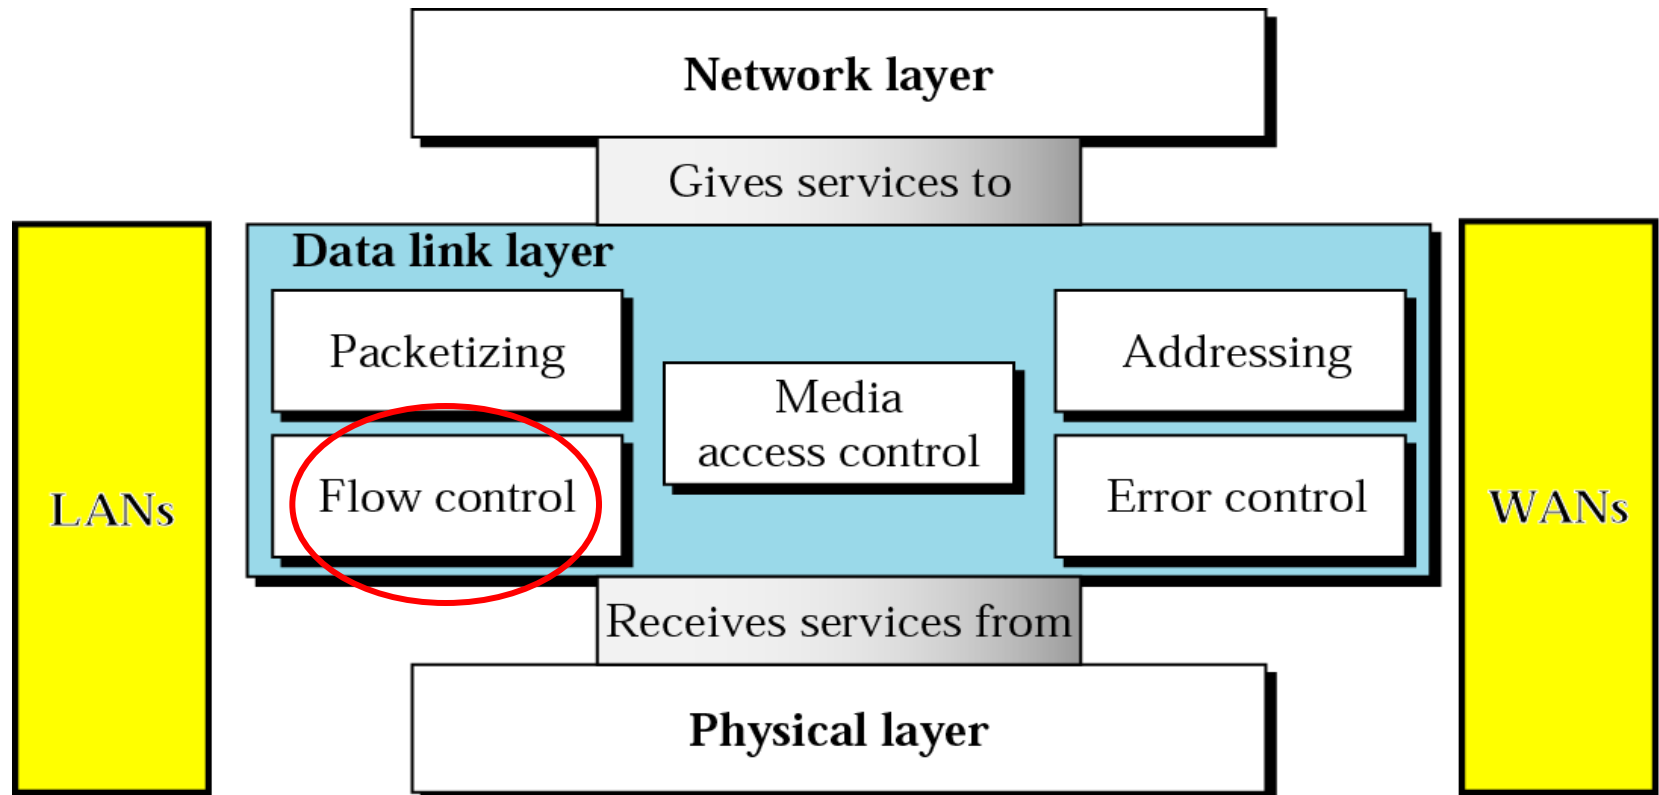 Network layer
Gives services to
Data link layer
Packetizing
Addressing
Media
access control
Flow control
Error control
LANs
WANs
Receives services from
Physical layer